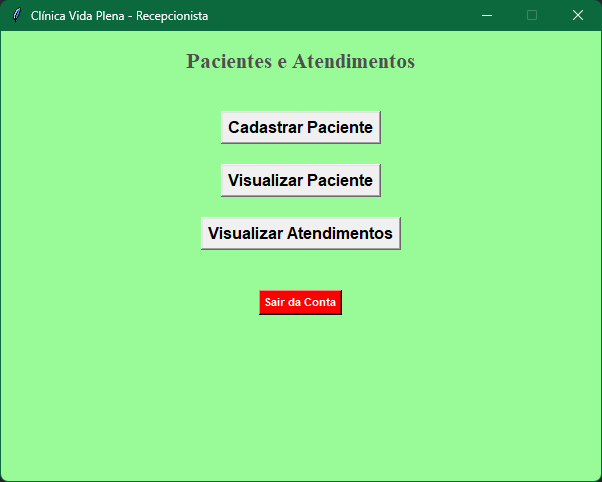 Clínica Vida Plena - Recepcionista
Pacientes e Atendimentos
Cadastrar Paciente
Visualizar Paciente
Visualizar Atendimentos
Sair da Conta